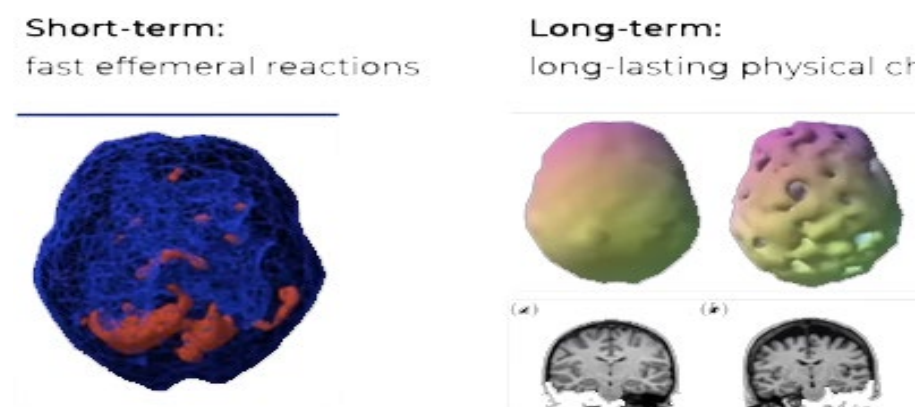 Short-term:
fast effemeral reactions
Long-term:
long-lasting physical
(a)